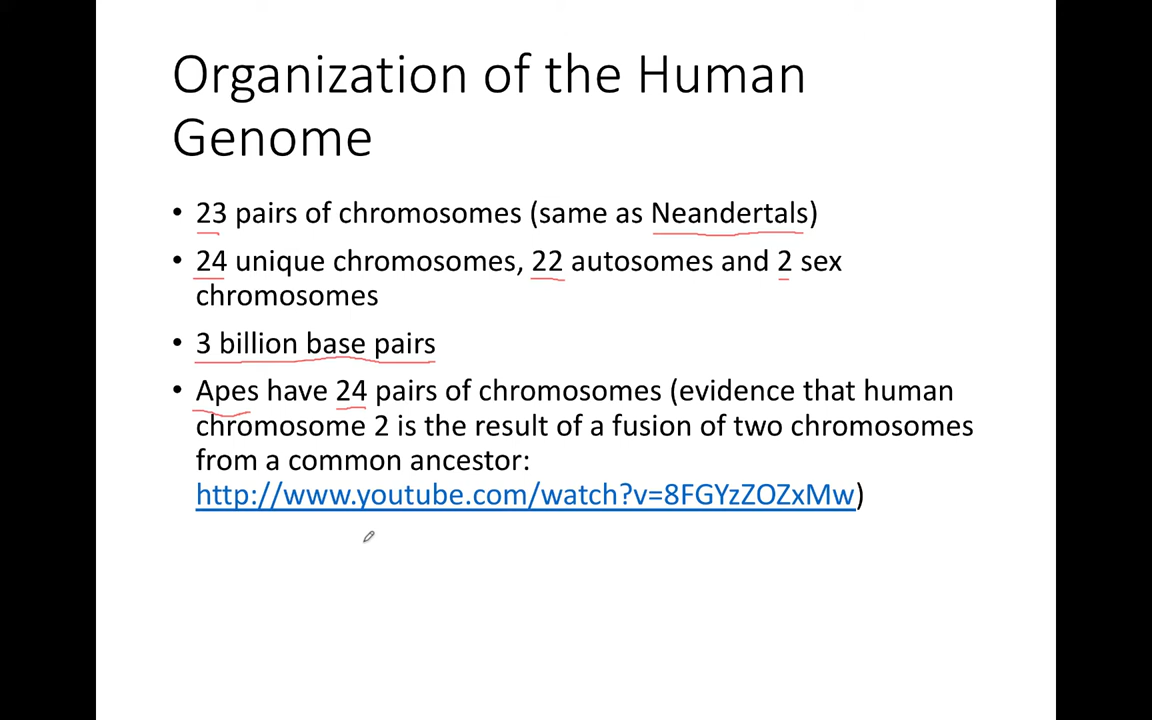 Organization of the Human
Genome
• 23 pairs of chromosomes (same as Neandertals)
• 24 unique chromosomes, 22 autosomes and 2 sex
chromosomes
• 3 billion base pairs
• Apes have 24 pairs of chromosomes (evidence that human
chromosome 2 is the result of a fusion of two chromosomes
from a common ancestor:
http://www.youtube.com/watch?v=8FGYzZOZxMw)